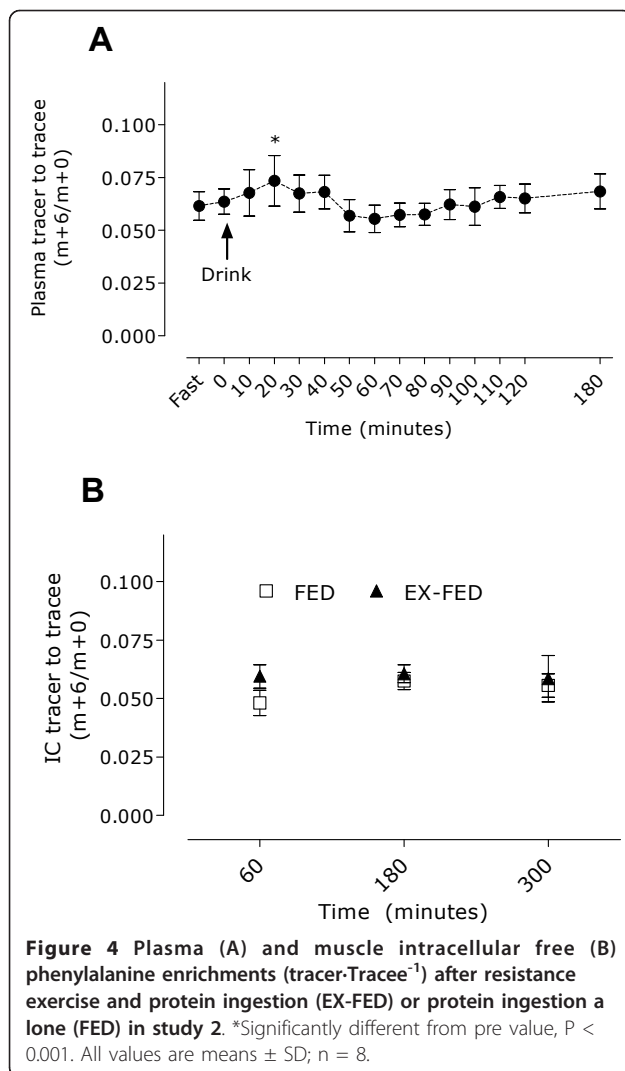 A
Plasma tracer to tracee
(m+6/m+0)
0.100
0.075
0.050
0.025
0.000
*
Drink
Fast
0
10
20
30
40
50
60
70
80
90
100
110
120
180
Time (minutes)
B
IC tracer to tracee
(m+6/m+0)
0.100
0.075
0.050
0.025
0.000
FED EX-FED
60
180
300
Time (minutes)
Figure 4 Plasma (A) and muscle intracellular free (B)
phenylalanine enrichments (tracer·Tracee⁻¹) after resistance
exercise and protein ingestion (EX-FED) or protein ingestion a
lone (FED) in study 2. *Significantly different from pre value, P <
0.001. All values are means ± SD; n = 8.